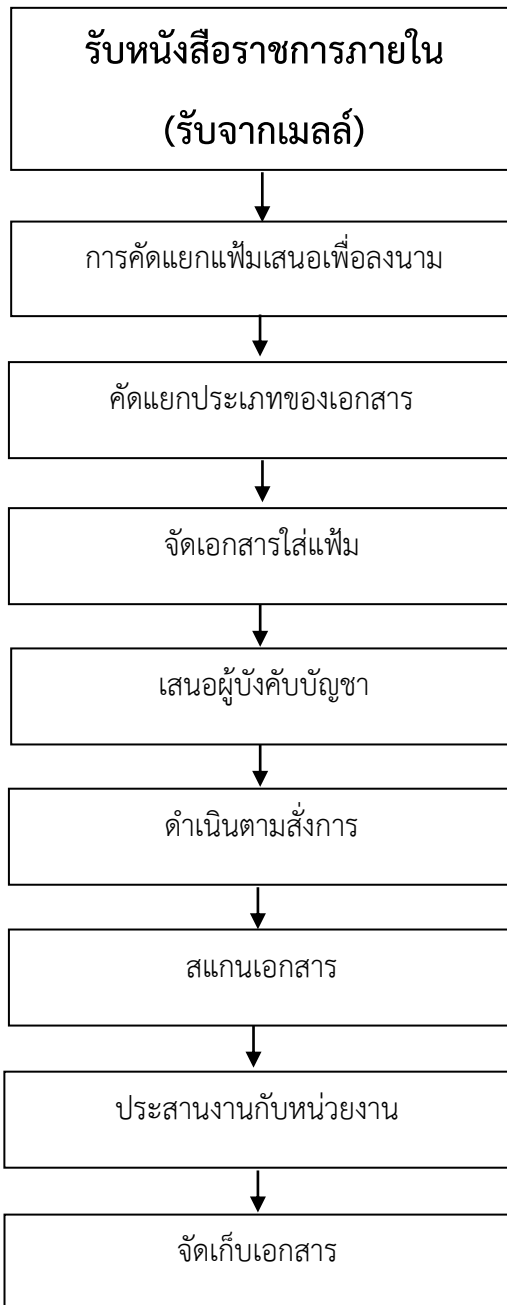 รับหนังสือราชการภายใน
(รับจากเมลล์)
การคัดแยกแฟ้มเสนอเพื่อลงนาม
คัดแยกประเภทของเอกสาร
จัดเอกสารใส่แฟ้ม
เสนอผู้บังคับบัญชา
ดำเนินตามสั่งการ
สแกนเอกสาร
ประสานงานกับหน่วยงาน
จัดเก็บเอกสาร